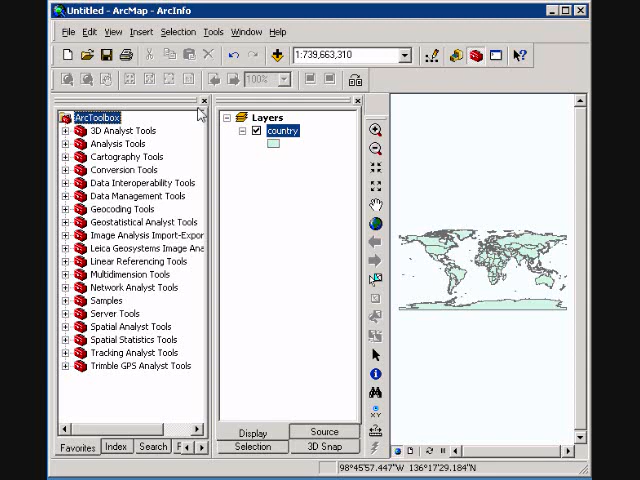 Untitled - ArcMap - ArcInfo
File Edit View Insert Selection Tools Window Help
1:739,663,310
100%
ArcToolbox
3D Analyst Tools
Analysis Tools
Cartography Tools
Conversion Tools
Data Interoperability Tools
Data Management Tools
Geocoding Tools
Geostatistical Analyst Tools
Image Analysis Import-Expor
Leica Geosystems Image Ana
Linear Referencing Tools
Multidimension Tools
Network Analyst Tools
Samples
Server Tools
Spatial Analyst Tools
Spatial Statistics Tools
Tracking Analyst Tools
Trimble GPS Analyst Tools
Favorites Index Search F
Layers
country
Display Source
Selection 3D Snap
XY
98°45'57.447"W 136°17'29.184"N